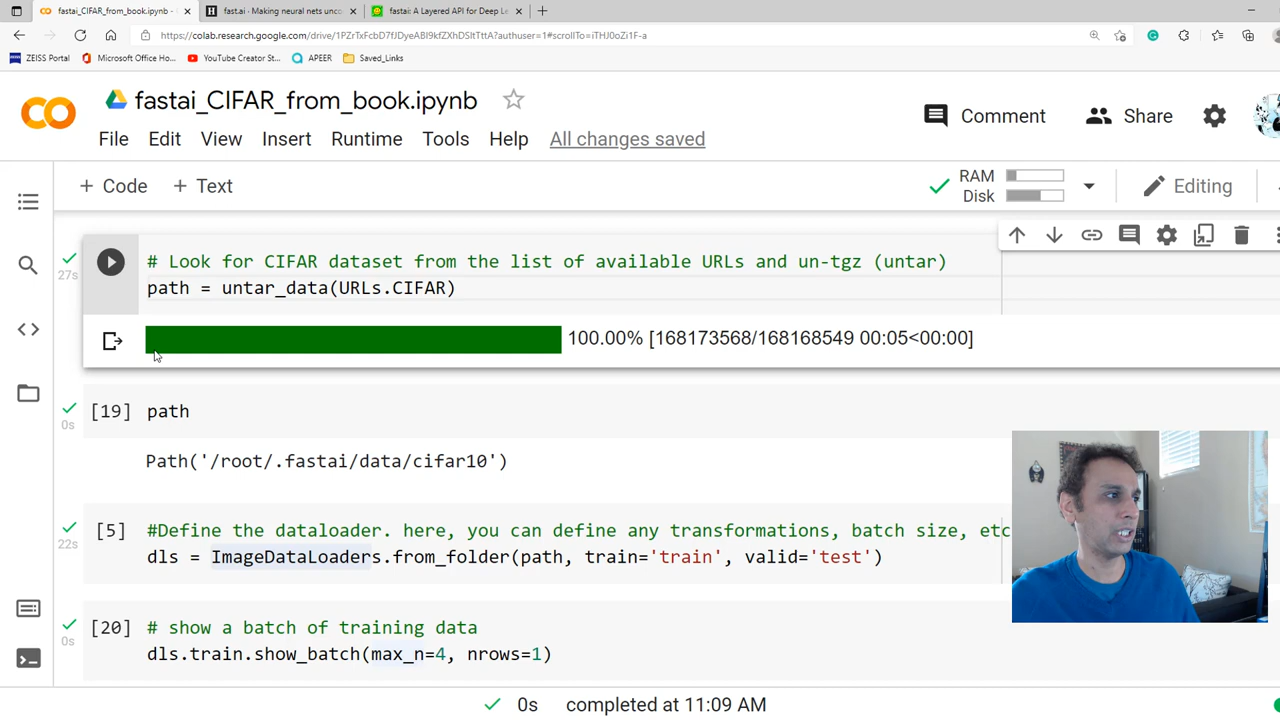 fastai_CIFAR_from_book.ipynb -
fast.ai · Making neural nets unco
fastai: A Layered API for Deep Le
https://colab.research.google.com/drive/1PZrTxFcbD7fJDyeABI9kfZXhDSItTttA?authuser=1#scrollTo=iTHJ0oZi1F-a
ZEISS Portal
Microsoft Office Ho...
YouTube Creator St...
APEER
Saved_Links
fastai_CIFAR_from_book.ipynb
Comment
Share
File Edit View Insert Runtime Tools Help All changes saved
+ Code + Text
RAM
Disk
Editing
27s
# Look for CIFAR dataset from the list of available URLs and un-tgz (untar)
path = untar_data(URLs.CIFAR)
100.00% [168173568/168168549 00:05<00:00]
[19] path
0s
Path('/root/.fastai/data/cifar10')
[5] #Define the dataloader. here, you can define any transformations, batch size, etc
22s
dls = ImageDataLoaders.from_folder(path, train='train', valid='test')
[20] # show a batch of training data
0s
dls.train.show_batch(max_n=4, nrows=1)
0s completed at 11:09 AM